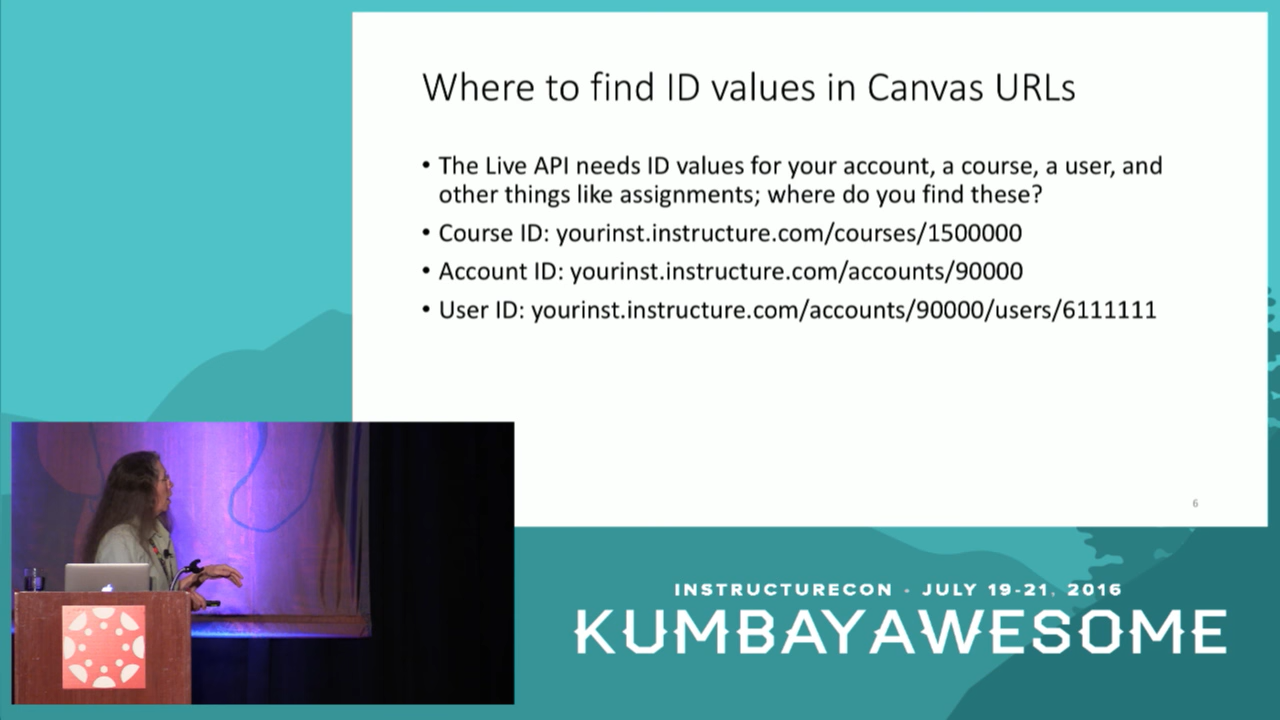 Where to find ID values in Canvas URLs
• The Live API needs ID values for your account, a course, a user, and
other things like assignments; where do you find these?
• Course ID: yourinst.instructure.com/courses/1500000
• Account ID: yourinst.instructure.com/accounts/90000
• User ID: yourinst.instructure.com/accounts/90000/users/6111111
6
INSTRUCTURECON - JULY 19-21, 2016
KUMBAYAWESOME